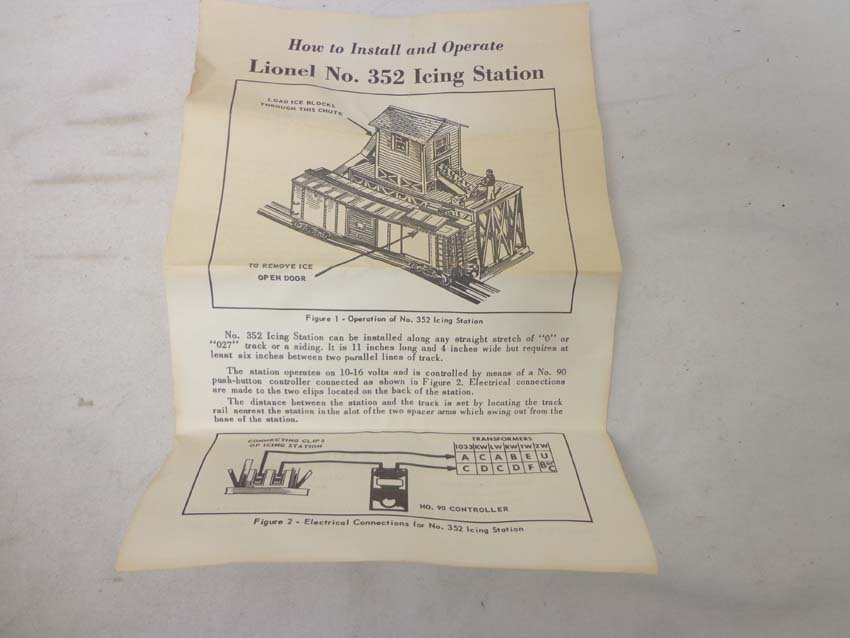 How to Install and Operate
Lionel No. 352 Icing Station
LOAD ICE BLOCKS
THROUGH THIS CHUTE
TO REMOVE ICE
OPEN DOOR
Figure 1 - Operation of No. 352 Icing Station
No. 352 Icing Station can be installed along any straight stretch of "0" or
"027" track or a siding. It is 11 inches long and 4 inches wide but requires at
least six inches between two parallel lines of track.
The station operates on 10-16 volts and is controlled by means of a No. 90
push-button controller connected as shown in Figure 2. Electrical connections
are made to the two clips located on the back of the station.
The distance between the station and the track is set by locating the track
rail nearest the station in the slot of the two spacer arms which swing out from the
base of the station.
CONNECTING CLIPS
OF ICING STATION
TRANSFORMERS
1033 KW LW RW TW ZW
A C A B E U
C D C D F B or C
NO. 90 CONTROLLER
Figure 2 - Electrical Connections for No. 352 Icing Station